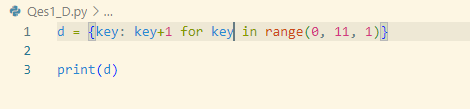 Qes1_D.py > ...
1 d = {key: key+1 for key in range(0, 11, 1)}
2
3 print(d)